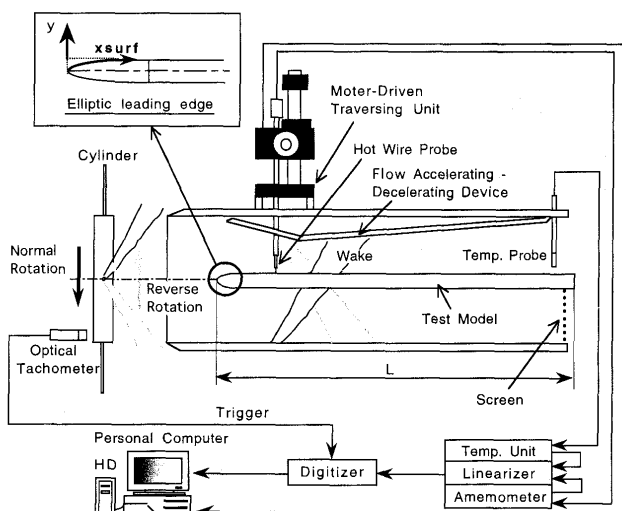 y
xsurf
Elliptic leading edge
Moter-Driven
Traversing Unit
Hot Wire Probe
Flow Accelerating -
Decelerating Device
Cylinder
Normal
Rotation
Reverse
Rotation
Wake
Temp. Probe
Test Model
Optical
Tachometer
L
Screen
Trigger
Personal Computer
HD
Digitizer
Temp. Unit
Linearizer
Amemometer